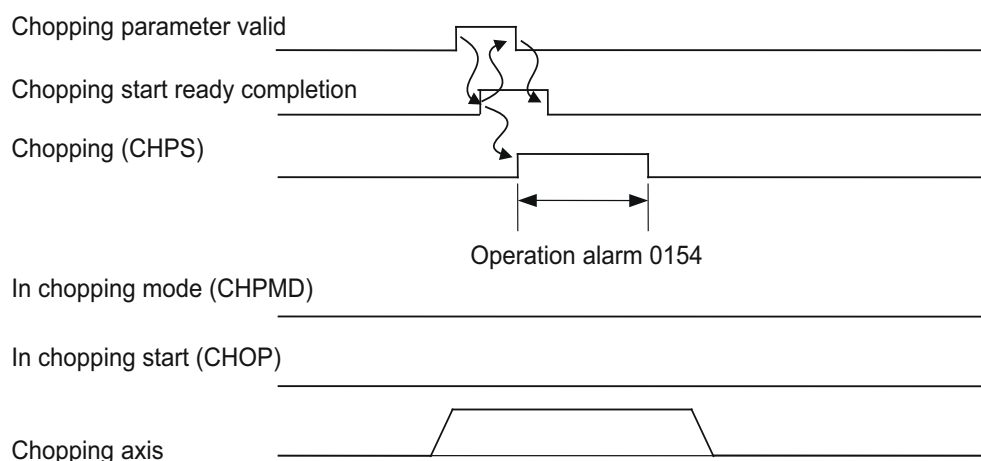 Chopping parameter valid
Chopping start ready completion
Chopping (CHPS)
Operation alarm 0154
In chopping mode (CHPMD)
In chopping start (CHOP)
Chopping axis